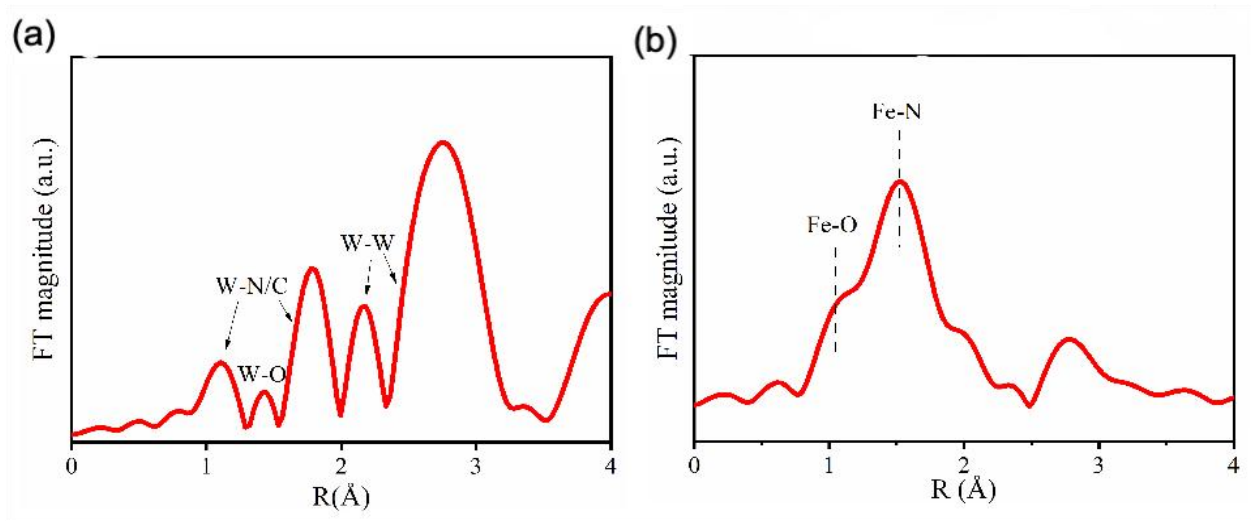 (a)
FT magnitude (a.u.)
W-N/C
W-O
W-W
0 1 2 3 4
R(Å)
(b)
FT magnitude (a.u.)
Fe-O
Fe-N
0 1 2 3 4
R (Å)